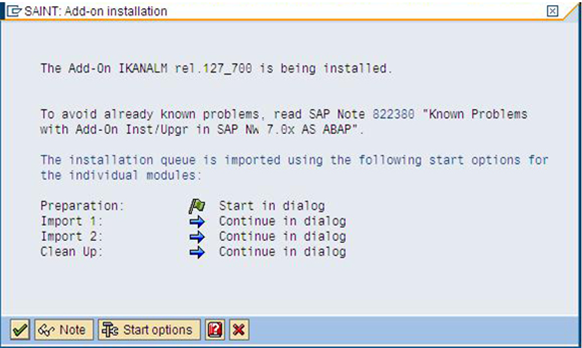 SAINT: Add-on installation
The Add-On IKANALM rel.127_700 is being installed.
To avoid already known problems, read SAP Note 822380 "Known Problems
with Add-On Inst/Upgr in SAP NW 7.0x AS ABAP".
The installation queue is imported using the following start options for
the individual modules:
Preparation: Start in dialog
Import 1: Continue in dialog
Import 2: Continue in dialog
Clean Up: Continue in dialog
Note Start options